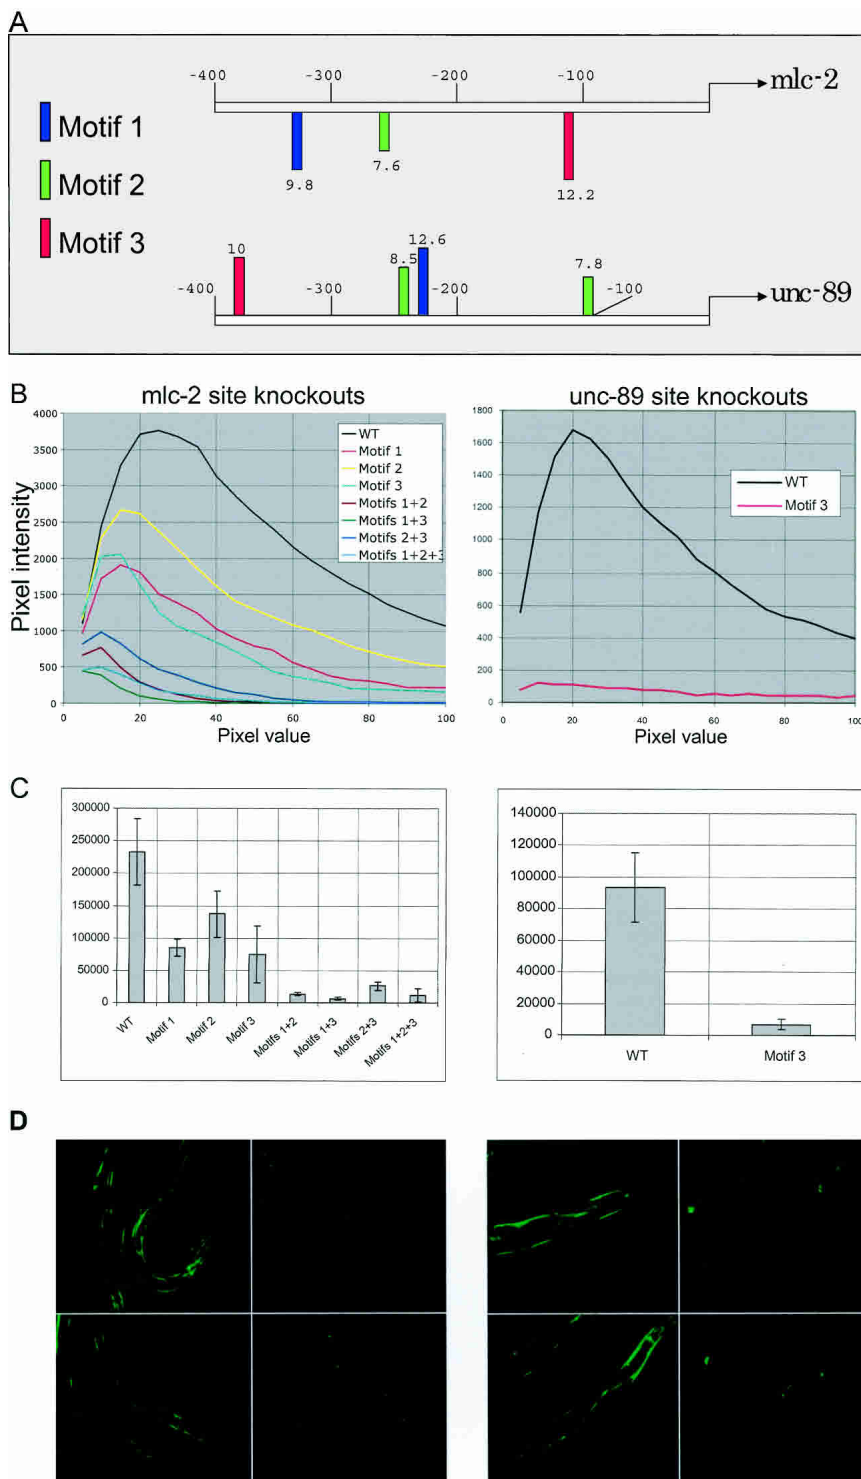 A
-400 -300 -200 -100
mlc-2
Motif 1
Motif 2
Motif 3
9.8
7.6
12.2
10
8.5
12.6
7.8
-400 -300 -200 -100
unc-89
B
mlc-2 site knockouts
4000
3500
3000
2500
2000
1500
1000
500
0
Pixel intensity
WT
Motif 1
Motif 2
Motif 3
Motifs 1+2
Motifs 1+3
Motifs 2+3
Motifs 1+2+3
0 20 40 60 80 100
Pixel value
unc-89 site knockouts
1800
1600
1400
1200
1000
800
600
400
200
0
WT
Motif 3
0 20 40 60 80 100
Pixel value
C
300000
250000
200000
150000
100000
50000
0
WT
Motif 1
Motif 2
Motif 3
Motifs 1+2
Motifs 1+3
Motifs 2+3
Motifs 1+2+3
140000
120000
100000
80000
60000
40000
20000
0
WT Motif 3
D